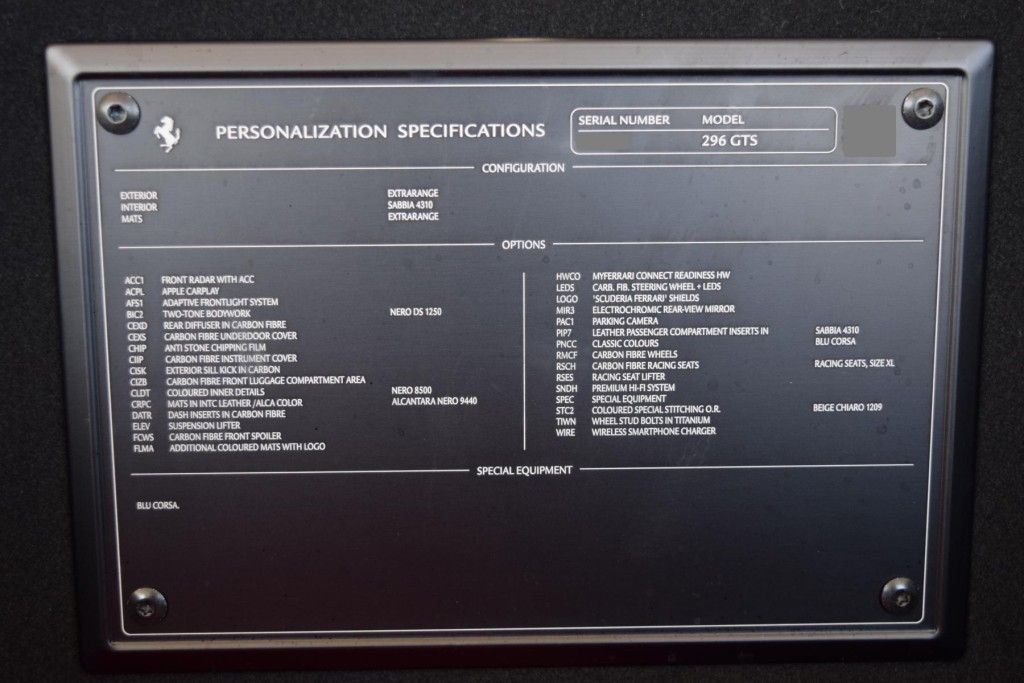 PERSONALIZATION SPECIFICATIONS
SERIAL NUMBER MODEL
296 GTS
CONFIGURATION
EXTERIOR EXTRARANGE
INTERIOR SABBIA 4310
MATS EXTRARANGE
OPTIONS
ACC1 FRONT RADAR WITH ACC
ACPL APPLE CARPLAY
AFS1 ADAPTIVE FRONTLIGHT SYSTEM
BIC2 TWO-TONE BODYWORK NERO DS 1250
CEXD REAR DIFFUSER IN CARBON FIBRE
CEXS CARBON FIBRE UNDERDOOR COVER
CHIP ANTI STONE CHIPPING FILM
CIIP CARBON FIBRE INSTRUMENT COVER
CISK EXTERIOR SILL KICK IN CARBON
CIZB CARBON FIBRE FRONT LUGGAGE COMPARTMENT AREA
CLDT COLOURED INNER DETAILS NERO 8500
CRPC MATS IN INTC LEATHER /ALCA COLOR ALCANTARA NERO 9440
DATR DASH INSERTS IN CARBON FIBRE
ELEV SUSPENSION LIFTER
FCWS CARBON FIBRE FRONT SPOILER
FLMA ADDITIONAL COLOURED MATS WITH LOGO
HWCO MYFERRARI CONNECT READINESS HW
LEDS CARB. FIB. STEERING WHEEL + LEDS
LOGO 'SCUDERIA FERRARI' SHIELDS
MIR3 ELECTROCHROMIC REAR-VIEW MIRROR
PAC1 PARKING CAMERA
PIP7 LEATHER PASSENGER COMPARTMENT INSERTS IN SABBIA 4310
PNCC CLASSIC COLOURS BLU CORSA
RMCF CARBON FIBRE WHEELS
RSCH CARBON FIBRE RACING SEATS RACING SEATS, SIZE XL
RSES RACING SEAT LIFTER
SNDH PREMIUM HI-FI SYSTEM
SPEC SPECIAL EQUIPMENT
STC2 COLOURED SPECIAL STITCHING O.R. BEIGE CHIARO 1209
TIWN WHEEL STUD BOLTS IN TITANIUM
WIRE WIRELESS SMARTPHONE CHARGER
SPECIAL EQUIPMENT
BLU CORSA.